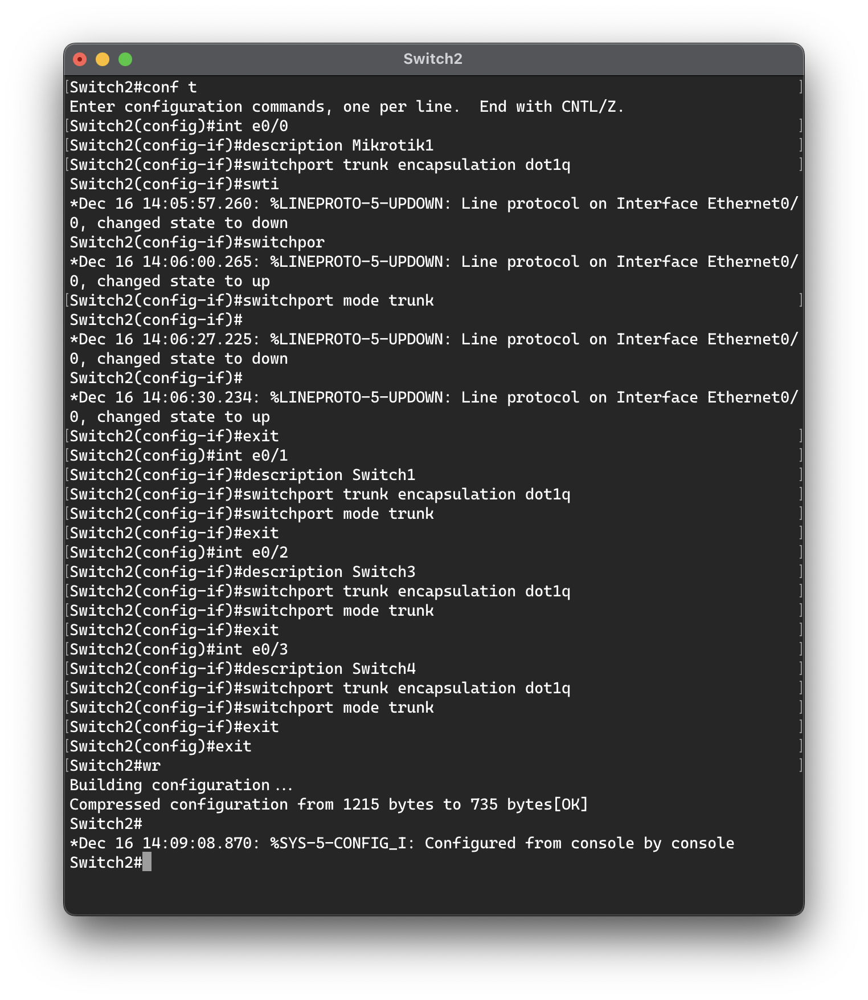 Switch2
Switch2#conf t
Enter configuration commands, one per line.  End with CNTL/Z.
Switch2(config)#int e0/0
Switch2(config-if)#description Mikrotik1
Switch2(config-if)#switchport trunk encapsulation dot1q
Switch2(config-if)#swti
*Dec 16 14:05:57.260: %LINEPROTO-5-UPDOWN: Line protocol on Interface Ethernet0/
0, changed state to down
Switch2(config-if)#switchpor
*Dec 16 14:06:00.265: %LINEPROTO-5-UPDOWN: Line protocol on Interface Ethernet0/
0, changed state to up
Switch2(config-if)#switchport mode trunk
Switch2(config-if)#
*Dec 16 14:06:27.225: %LINEPROTO-5-UPDOWN: Line protocol on Interface Ethernet0/
0, changed state to down
Switch2(config-if)#
*Dec 16 14:06:30.234: %LINEPROTO-5-UPDOWN: Line protocol on Interface Ethernet0/
0, changed state to up
Switch2(config-if)#exit
Switch2(config)#int e0/1
Switch2(config-if)#description Switch1
Switch2(config-if)#switchport trunk encapsulation dot1q
Switch2(config-if)#switchport mode trunk
Switch2(config-if)#exit
Switch2(config)#int e0/2
Switch2(config-if)#description Switch3
Switch2(config-if)#switchport trunk encapsulation dot1q
Switch2(config-if)#switchport mode trunk
Switch2(config-if)#exit
Switch2(config)#int e0/3
Switch2(config-if)#description Switch4
Switch2(config-if)#switchport trunk encapsulation dot1q
Switch2(config-if)#switchport mode trunk
Switch2(config-if)#exit
Switch2(config)#exit
Switch2#wr
Building configuration...
Compressed configuration from 1215 bytes to 735 bytes[OK]
Switch2#
*Dec 16 14:09:08.870: %SYS-5-CONFIG_I: Configured from console by console
Switch2#